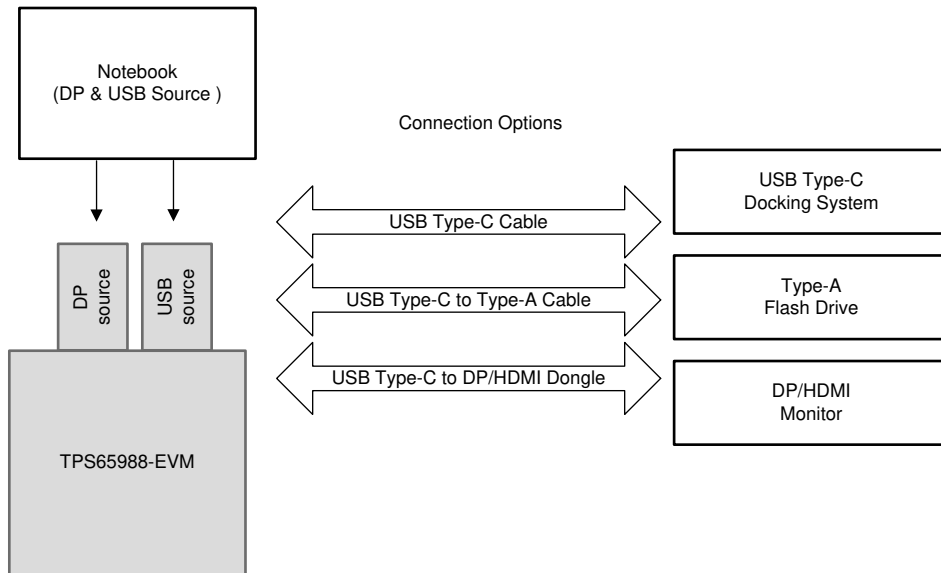 Notebook
(DP & USB Source )
Connection Options
USB Type-C
Docking System
USB Type-C Cable
DP
source
USB
source
USB Type-C to Type-A Cable
Type-A
Flash Drive
USB Type-C to DP/HDMI Dongle
DP/HDMI
Monitor
TPS65988-EVM